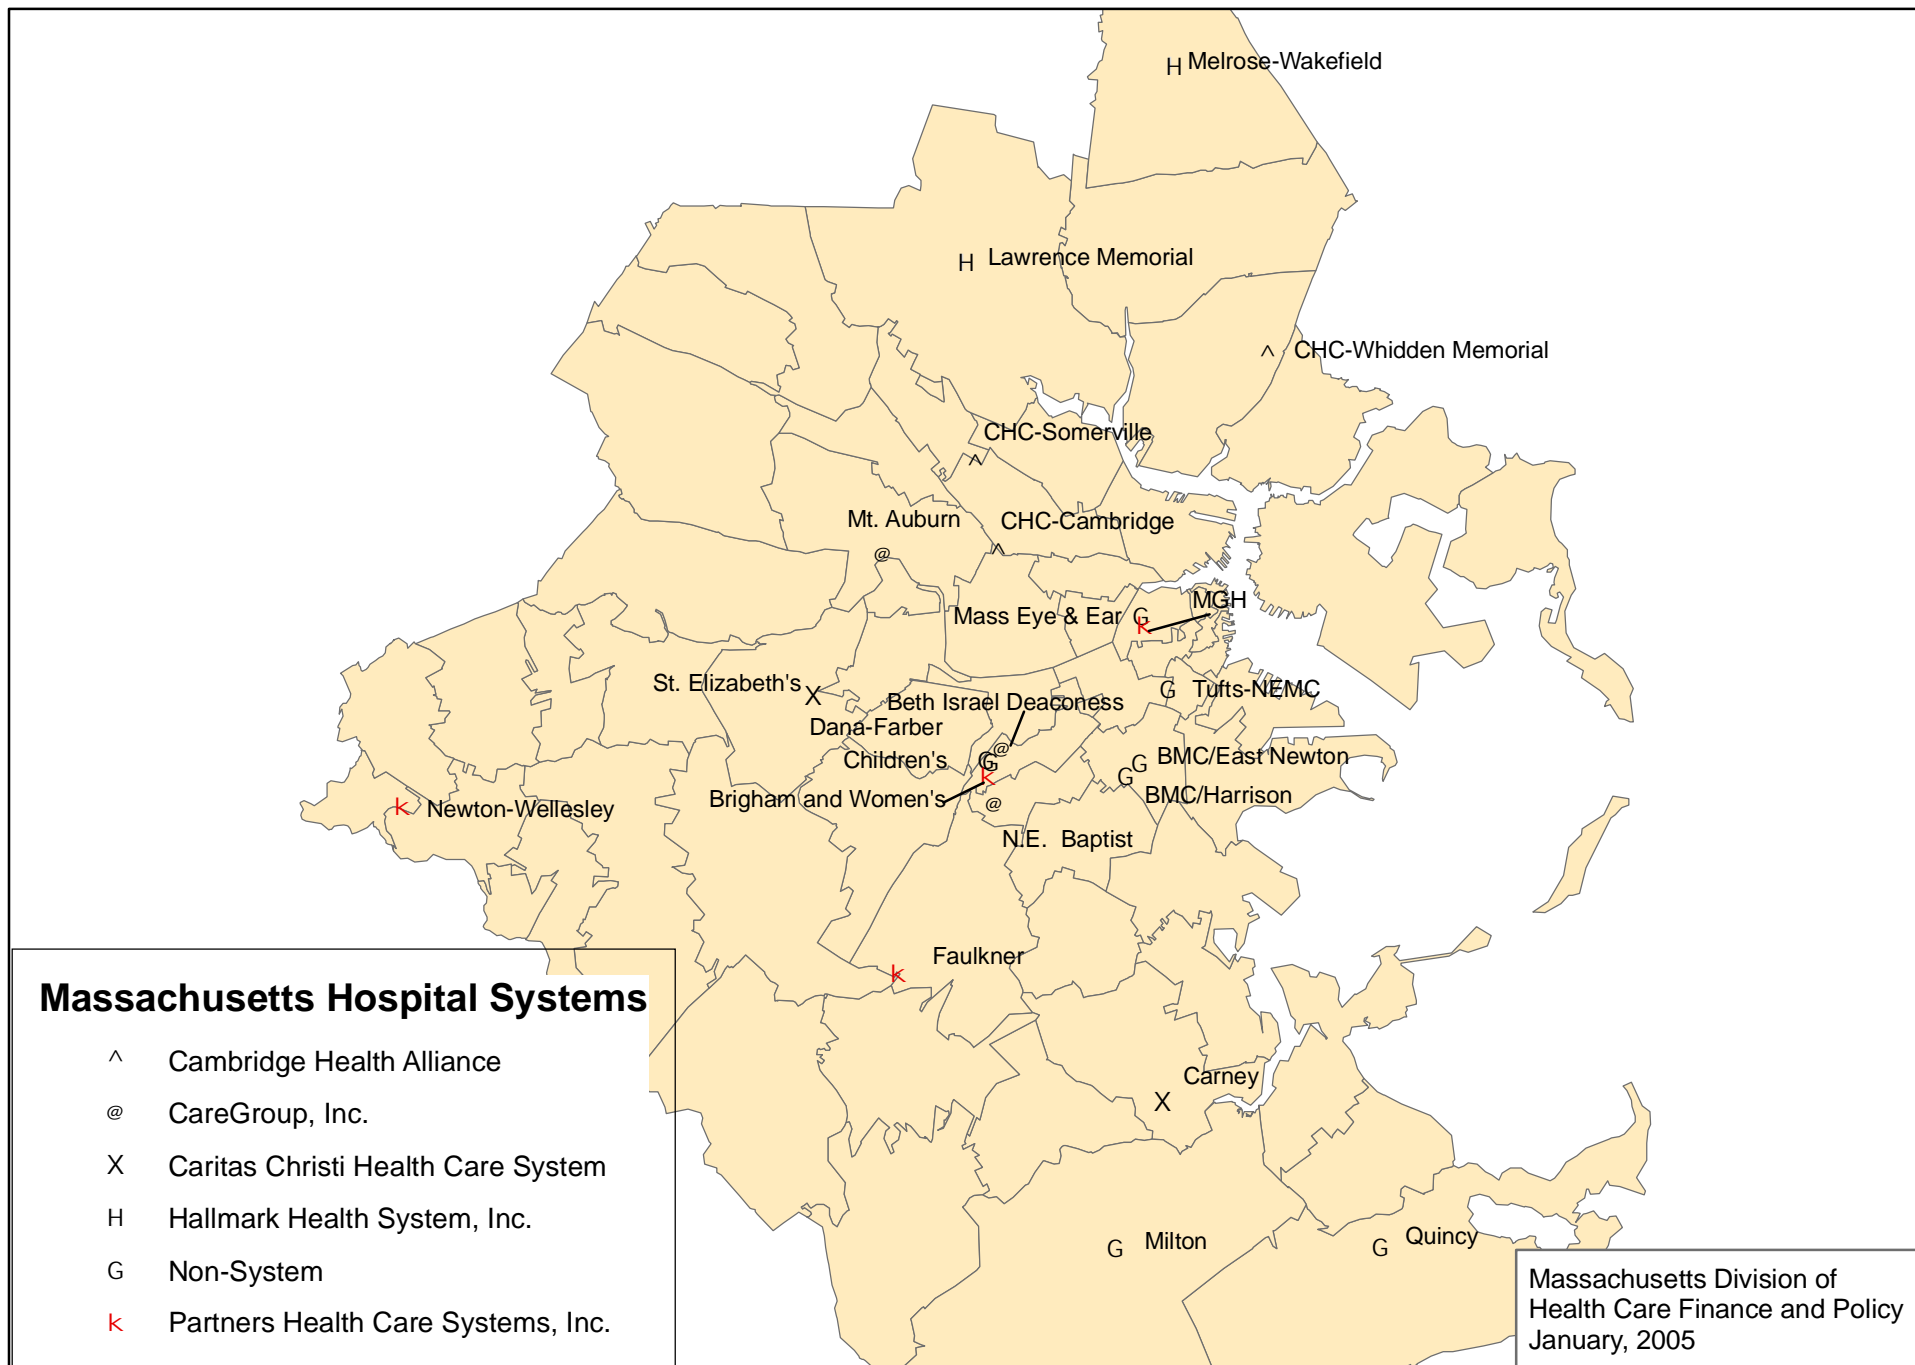 H Melrose-Wakefield
H Lawrence Memorial
^ CHC-Whidden Memorial
CHC-Somerville
^
Mt. Auburn
@
CHC-Cambridge
^
MGH
Mass Eye & Ear G
k
St. Elizabeth's
X
G Tufts-NEMC
Beth Israel Deaconess
@
Dana-Farber
G
Children's
G
BMC/East Newton
G
BMC/Harrison
G
Brigham and Women's
k
@
N.E. Baptist
k Newton-Wellesley
Faulkner
k
Carney
X
G Milton
G Quincy
Massachusetts Hospital Systems
^ Cambridge Health Alliance
@ CareGroup, Inc.
X Caritas Christi Health Care System
H Hallmark Health System, Inc.
G Non-System
k Partners Health Care Systems, Inc.
Massachusetts Division of
Health Care Finance and Policy
January, 2005